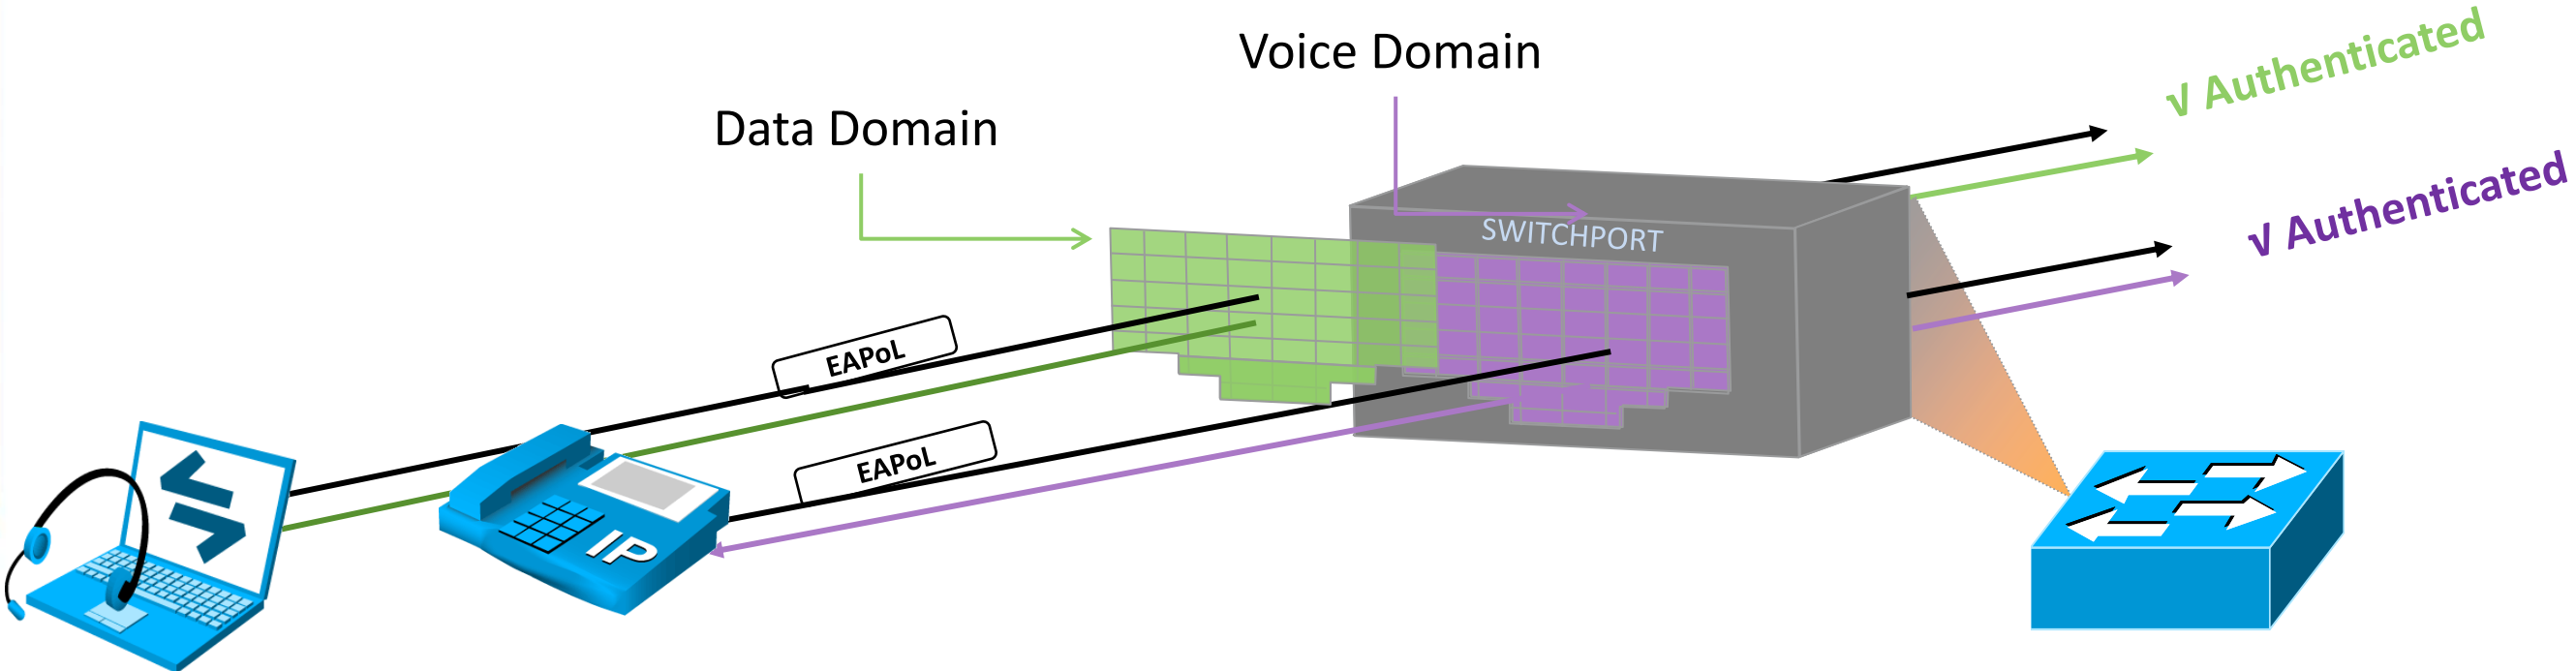 Voice Domain
Data Domain
√ Authenticated
√ Authenticated
SWITCHPORT
EAPoL
EAPoL
IP